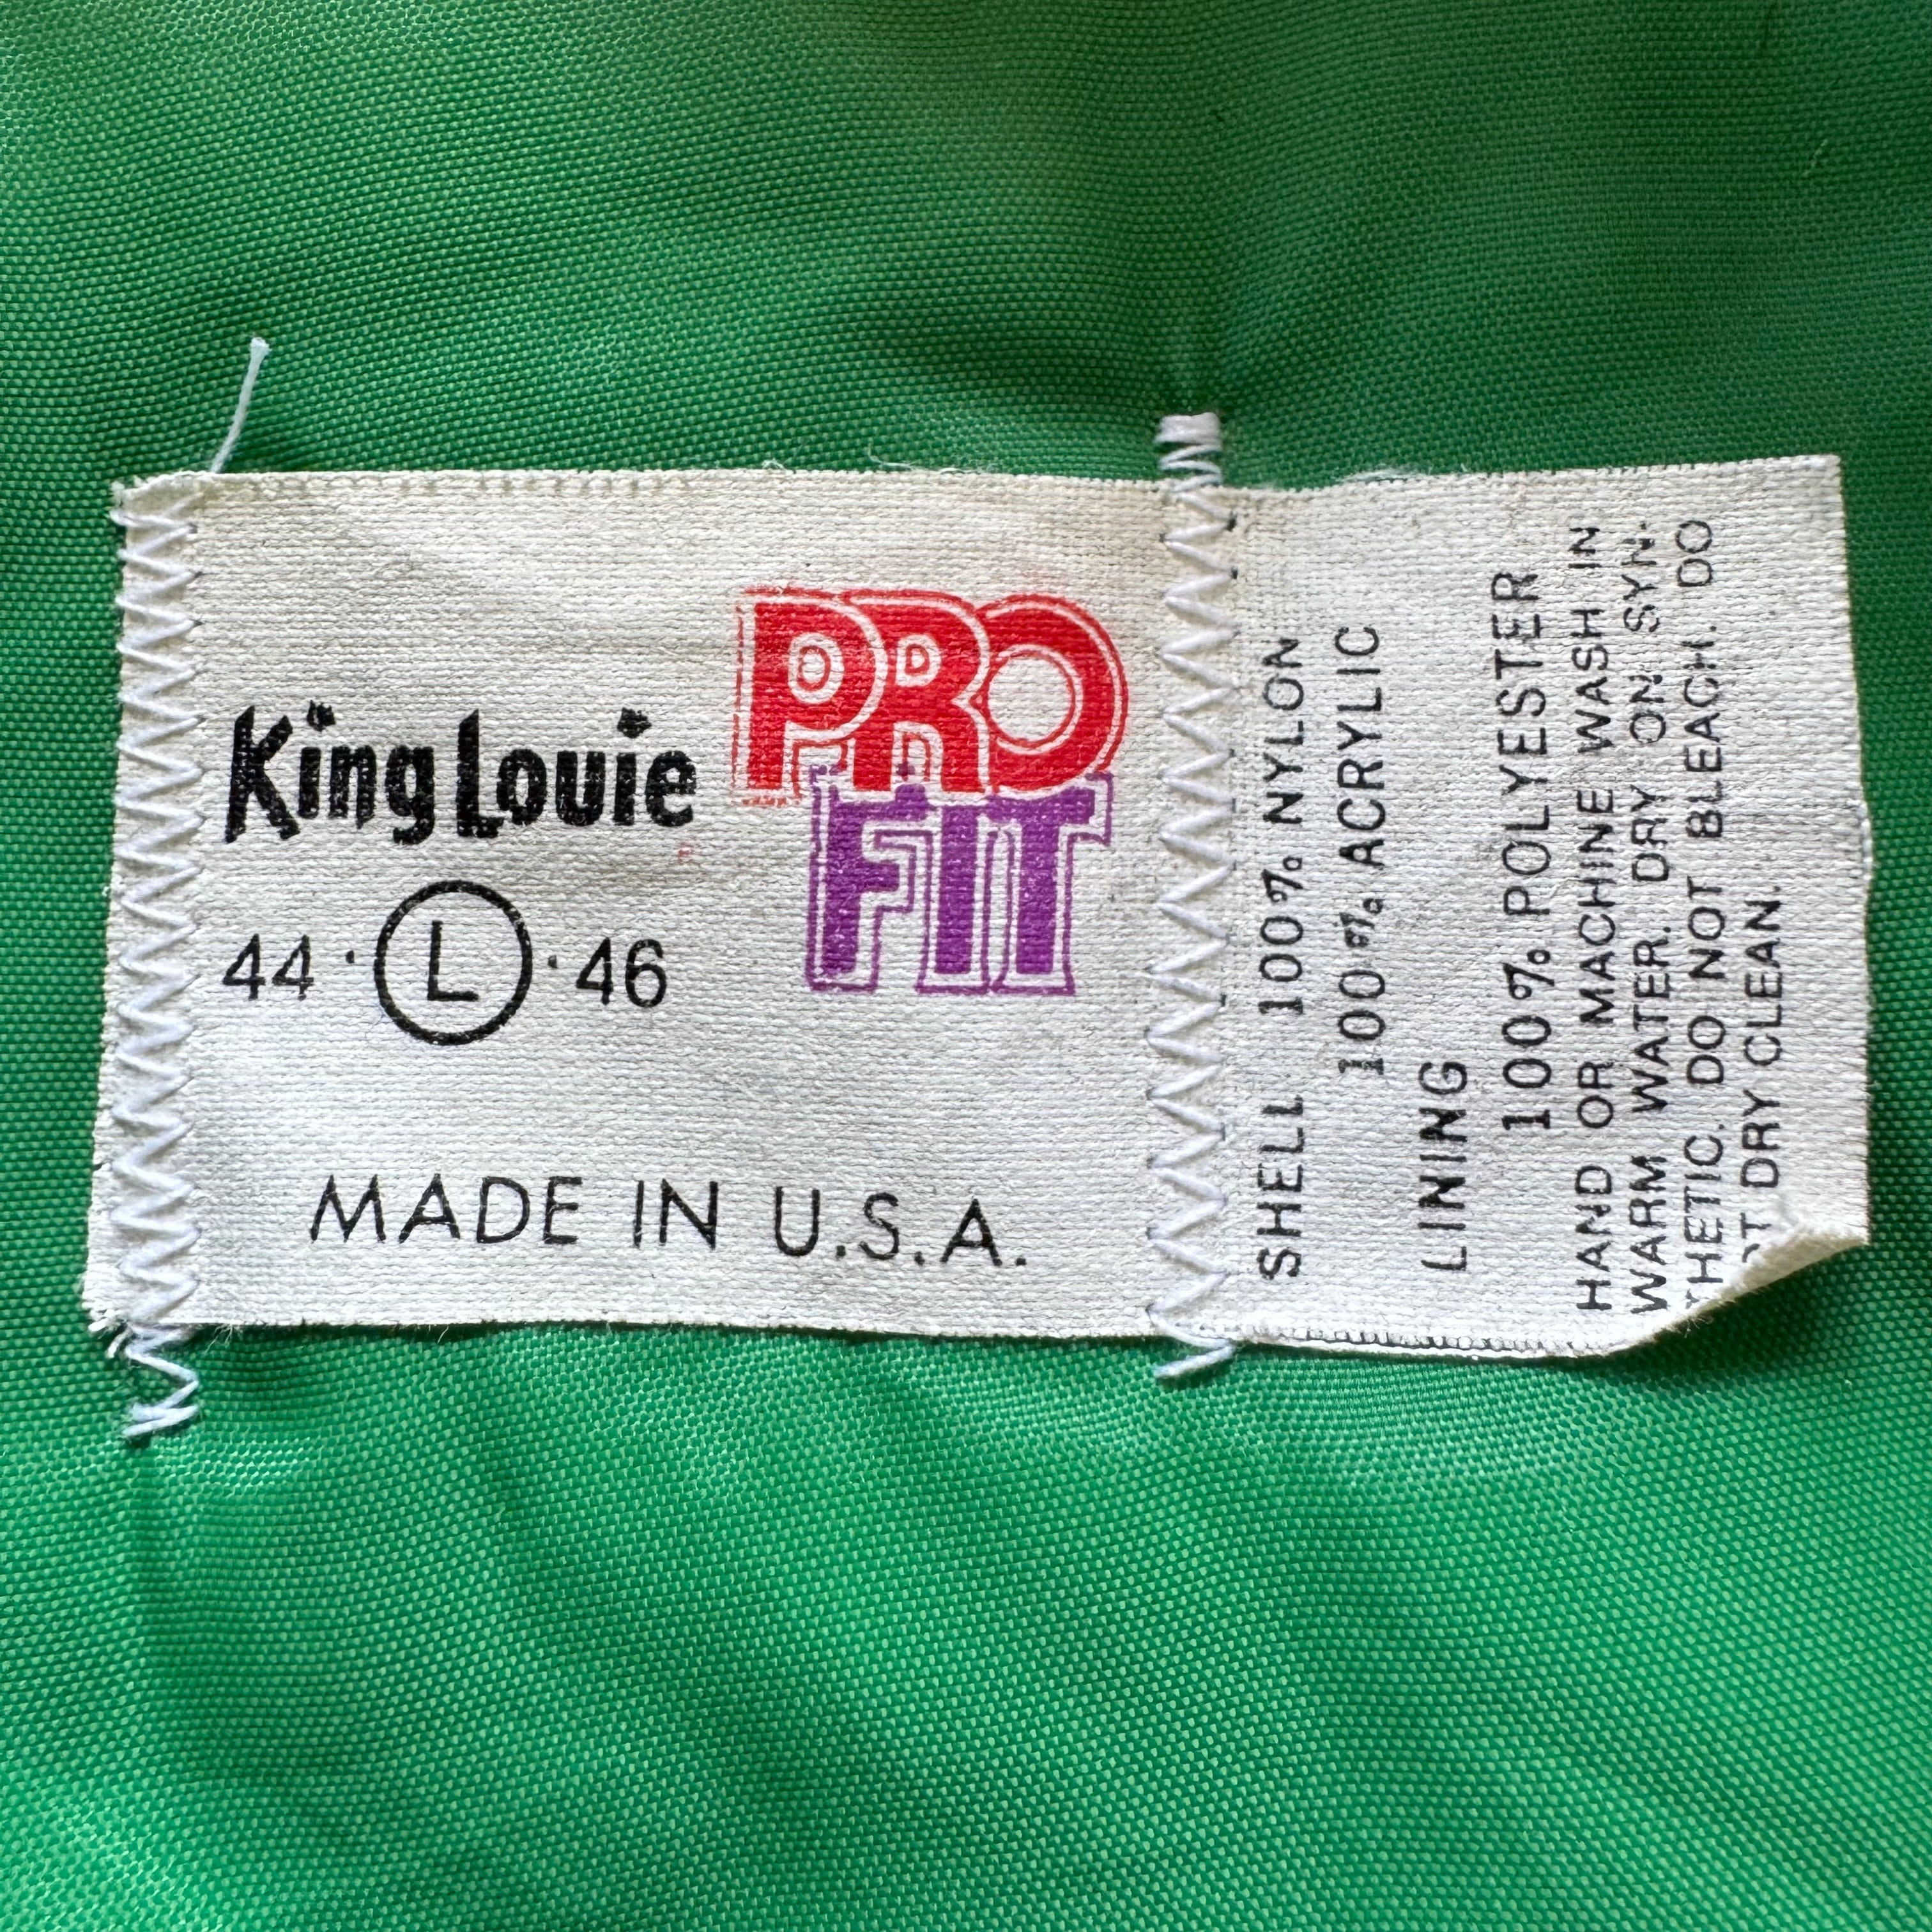 King Louie
PRO
FIT
44 · L · 46
MADE IN U.S.A.
SHELL 100% NYLON
100% ACRYLIC
LINING
100% POLYESTER
HAND OR MACHINE WASH IN
WARM WATER. DRY ON SYN-
THETIC. DO NOT BLEACH. DO
DRY CLEAN.